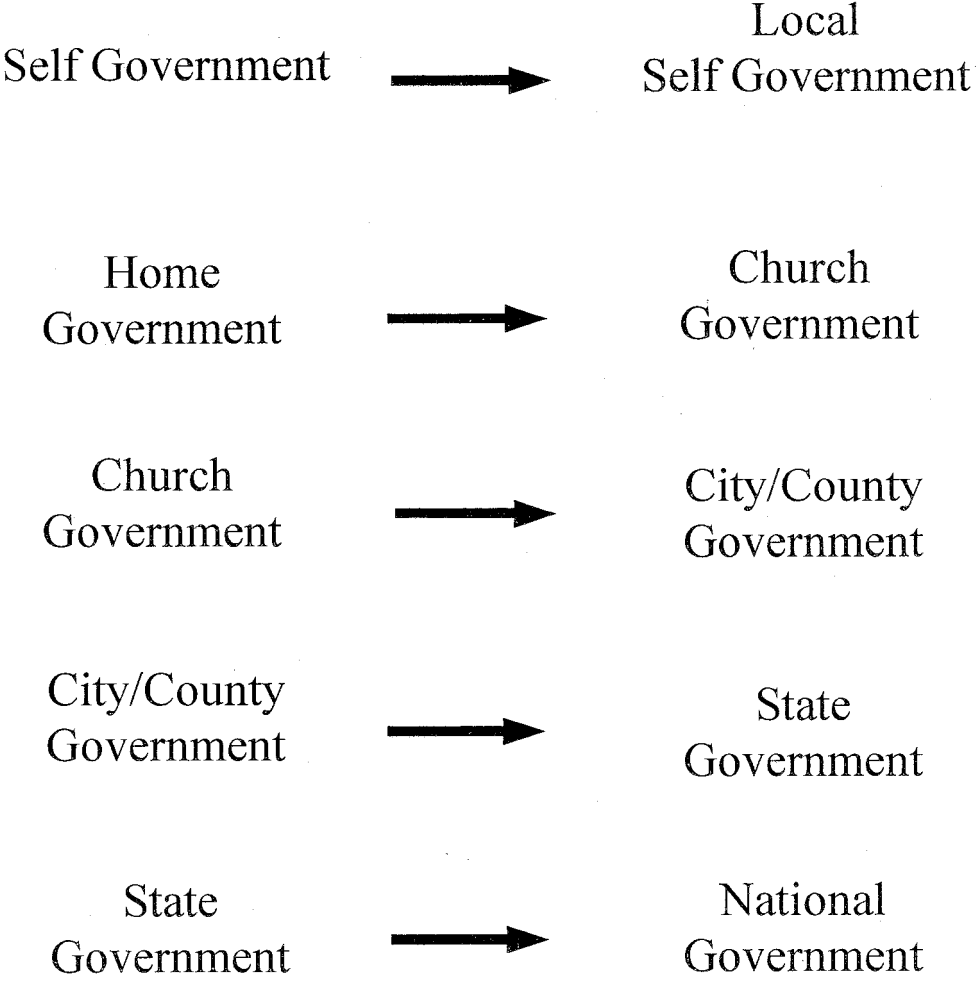 Self Government
Local
Self Government
Home
Government
Church
Government
Church
Government
City/County
Government
City/County
Government
State
Government
State
Government
National
Government